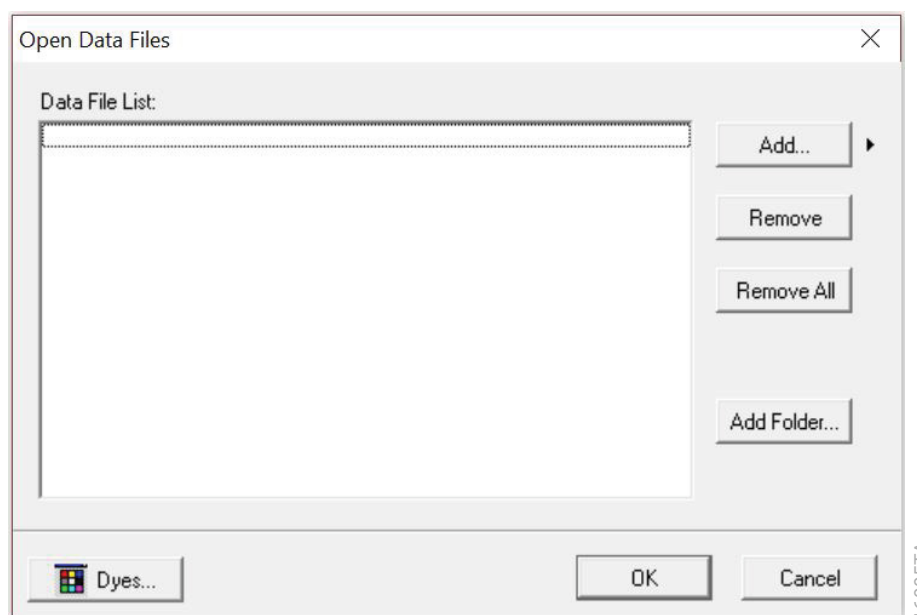 Open Data Files
Data File List:
Add...
Remove
Remove All
Add Folder...
Dyes...
OK
Cancel